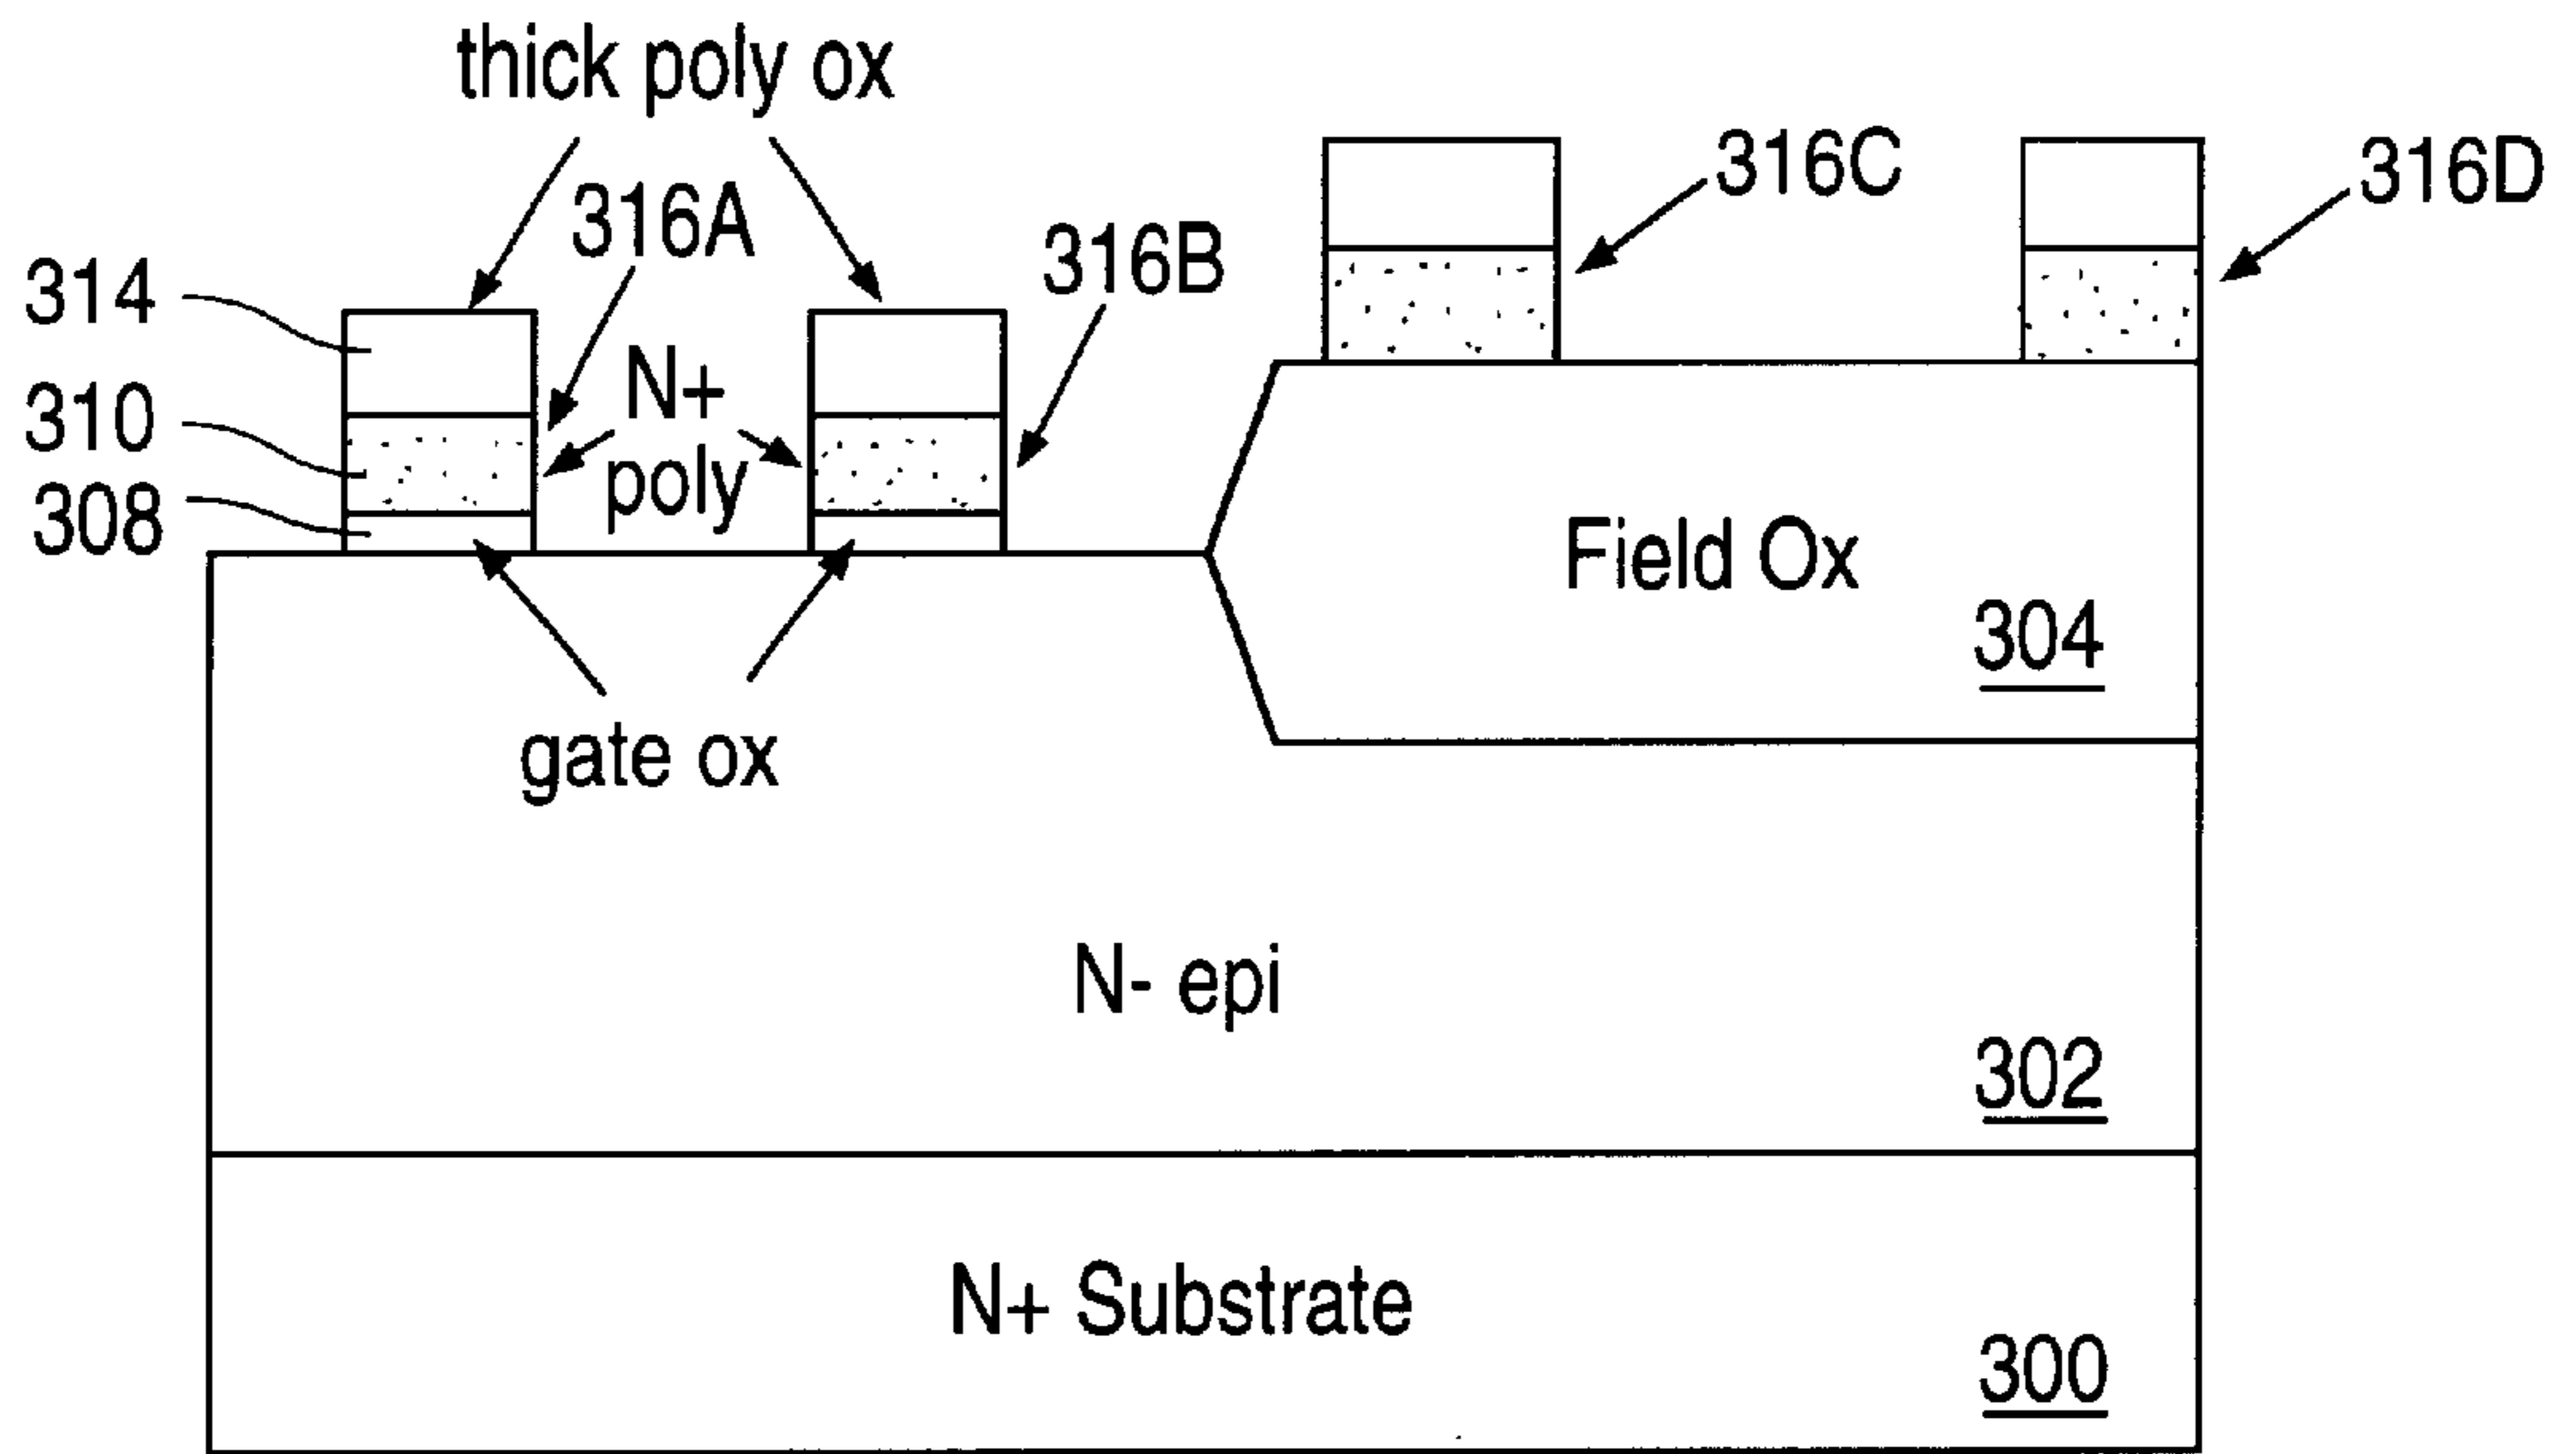 thick poly ox
316A
316B
316C
316D
314
310
308
N+
poly
gate ox
Field Ox
304
N- epi
302
N+ Substrate
300